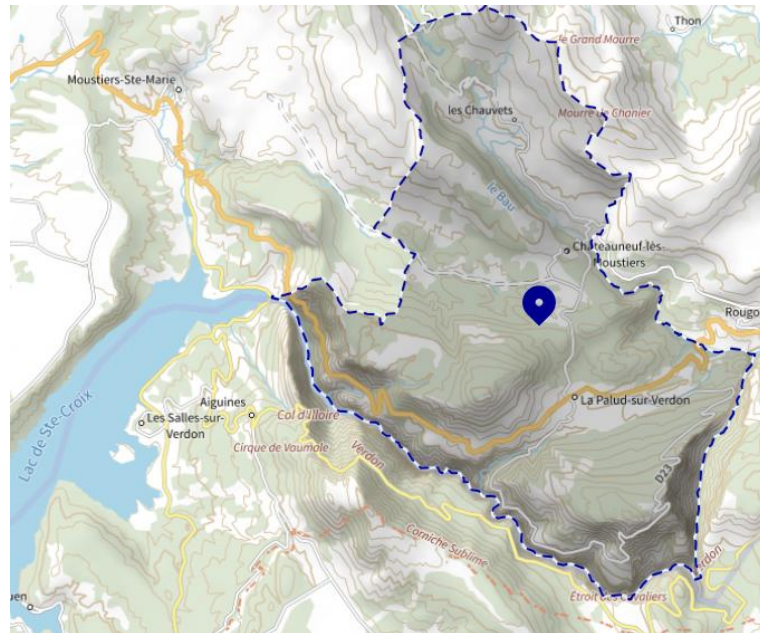 Thon
le Grand Mourre
Moustiers-Ste-Marie
les Chauvets
Mourre de Chanier
le Bau
Châteauneuf-lès-
Moustiers
Rougo
La Palud-sur-Verdon
Aiguines
Col d'Illoire
Les Salles-sur-
Verdon
Cirque de Vaumale
Verdon
Lac de Ste-Croix
D23
Corniche Sublime
Verdon
Étroit des Cavaliers
uen